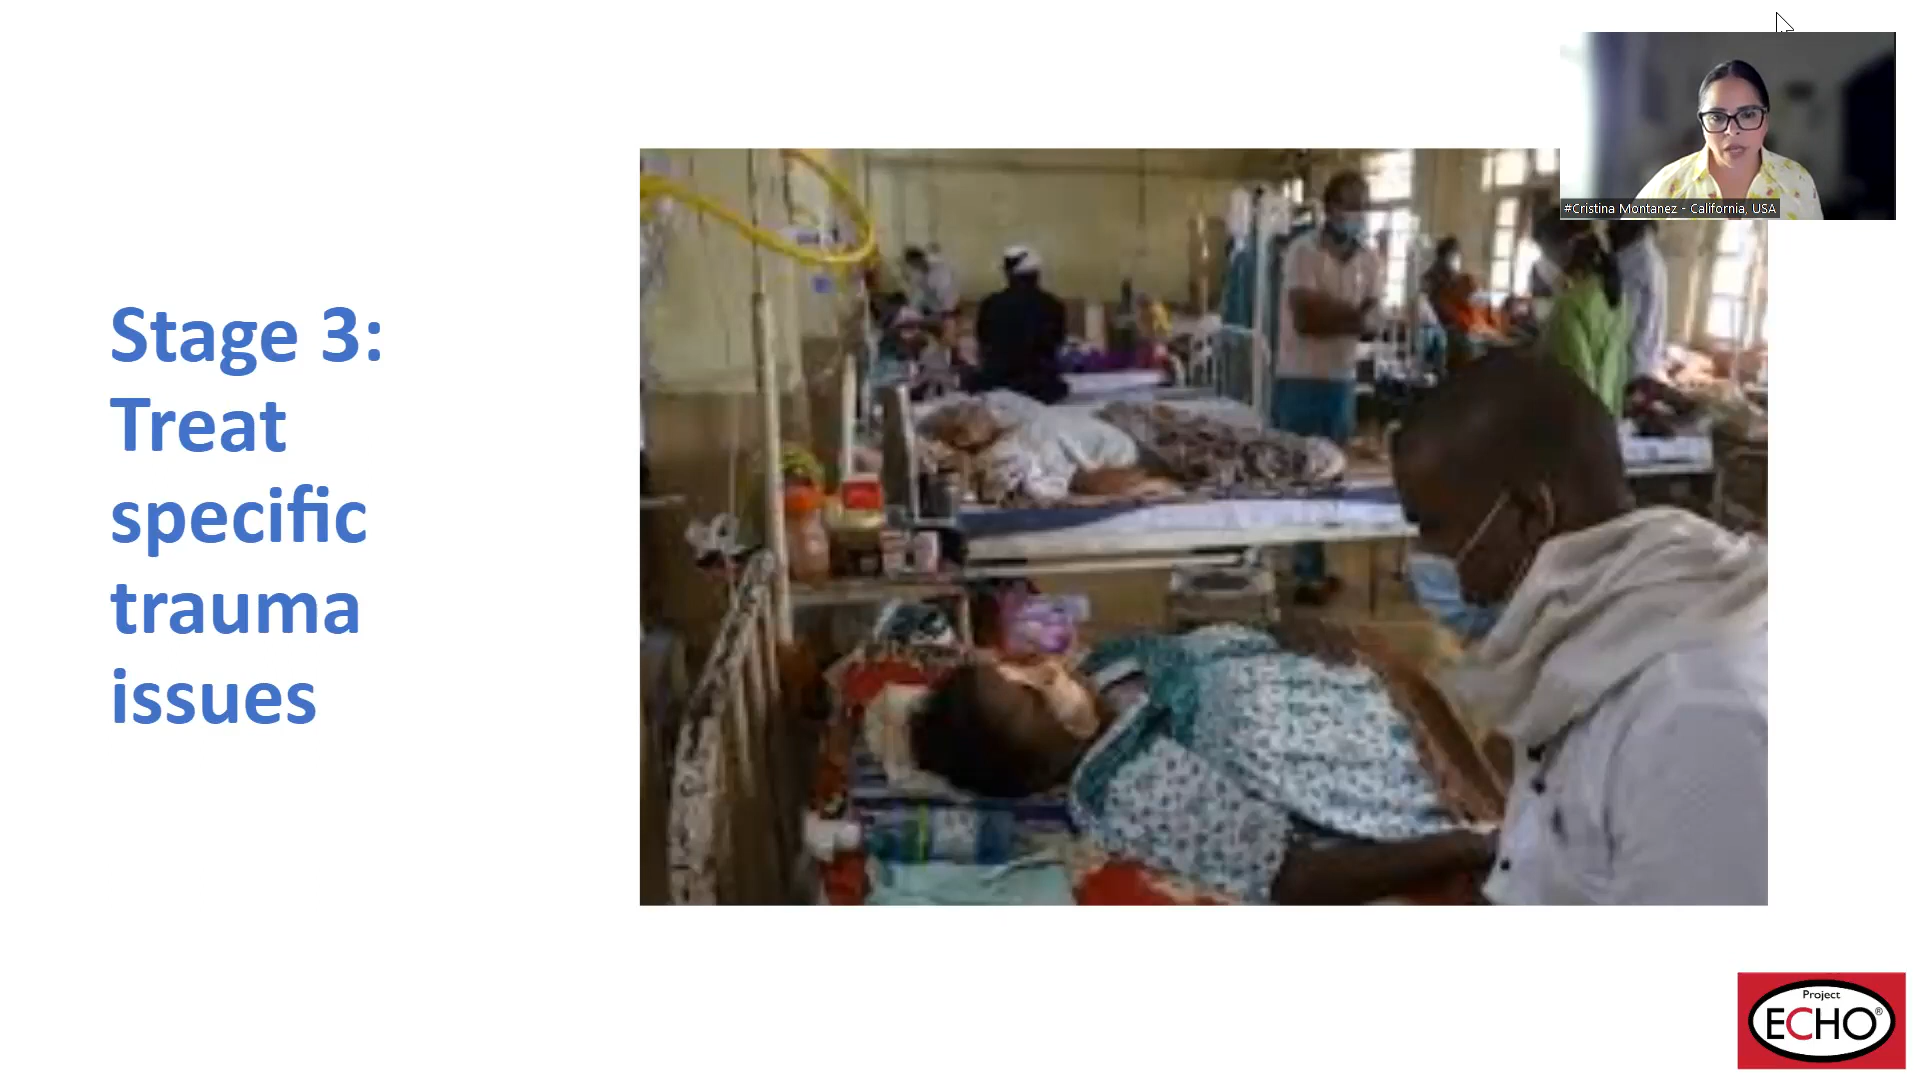 #Cristina Montanez - California, USA
Stage 3:
Treat
specific
trauma
issues
Project
ECHO®